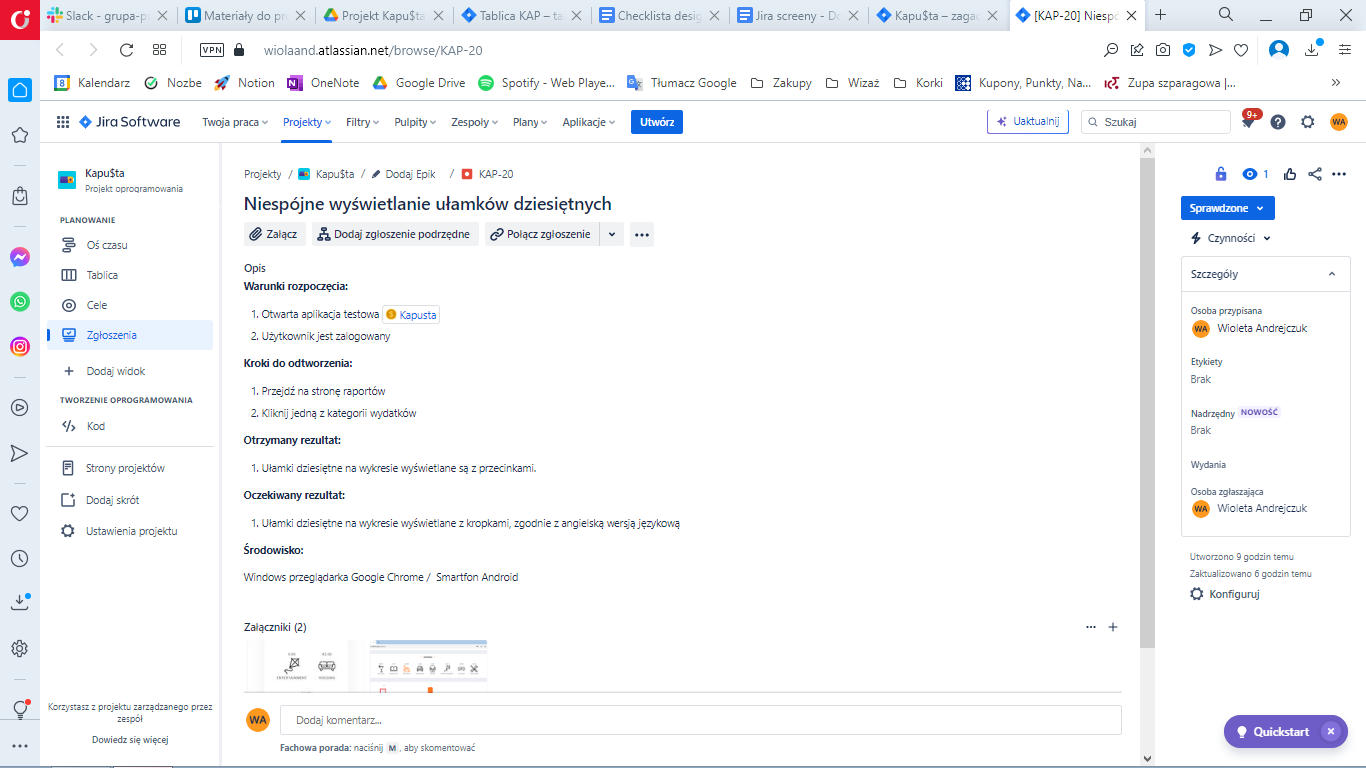 Slack - grupa-p
Materiały do pr
Projekt Kapu$ta
Tablica KAP – ta
Checklista desig
Jira screeny - Do
Kapu$ta – zaga
[KAP-20] Niesp
VPN wiolaand.atlassian.net/browse/KAP-20
Kalendarz Nozbe Notion OneNote Google Drive Spotify - Web Playe... Tłumacz Google Zakupy Wizaż Korki Kupony, Punkty, Na... Zupa szparagowa |... »
Jira Software Twoja praca Projekty Filtry Pulpity Zespoły Plany Aplikacje Utwórz Uaktualnij Szukaj 9+ WA
Kapu$ta
Projekt oprogramowania
PLANOWANIE
Oś czasu
Tablica
Cele
Zgłoszenia
Dodaj widok
TWORZENIE OPROGRAMOWANIA
Kod
Strony projektów
Dodaj skrót
Ustawienia projektu
Korzystasz z projektu zarządzanego przez
zespół
Dowiedz się więcej
Projekty / Kapu$ta / Dodaj Epik / KAP-20
Niespójne wyświetlanie ułamków dziesiętnych
Załącz Dodaj zgłoszenie podrzędne Połącz zgłoszenie
Opis
Warunki rozpoczęcia:
1. Otwarta aplikacja testowa Kapusta
2. Użytkownik jest zalogowany
Kroki do odtworzenia:
1. Przejdź na stronę raportów
2. Kliknij jedną z kategorii wydatków
Otrzymany rezultat:
1. Ułamki dziesiętne na wykresie wyświetlane są z przecinkami.
Oczekiwany rezultat:
1. Ułamki dziesiętne na wykresie wyświetlane z kropkami, zgodnie z angielską wersją językową
Środowisko:
Windows przeglądarka Google Chrome / Smartfon Android
Załączniki (2)
ENTERTAINMENT HOUSING
WA Dodaj komentarz...
Fachowa porada: naciśnij M, aby skomentować
1
Sprawdzone
Czynności
Szczegóły
Osoba przypisana
WA Wioleta Andrejczuk
Etykiety
Brak
Nadrzędny NOWOŚĆ
Brak
Wydania
Osoba zgłaszająca
WA Wioleta Andrejczuk
Utworzono 9 godzin temu
Zaktualizowano 6 godzin temu
Konfiguruj
Quickstart